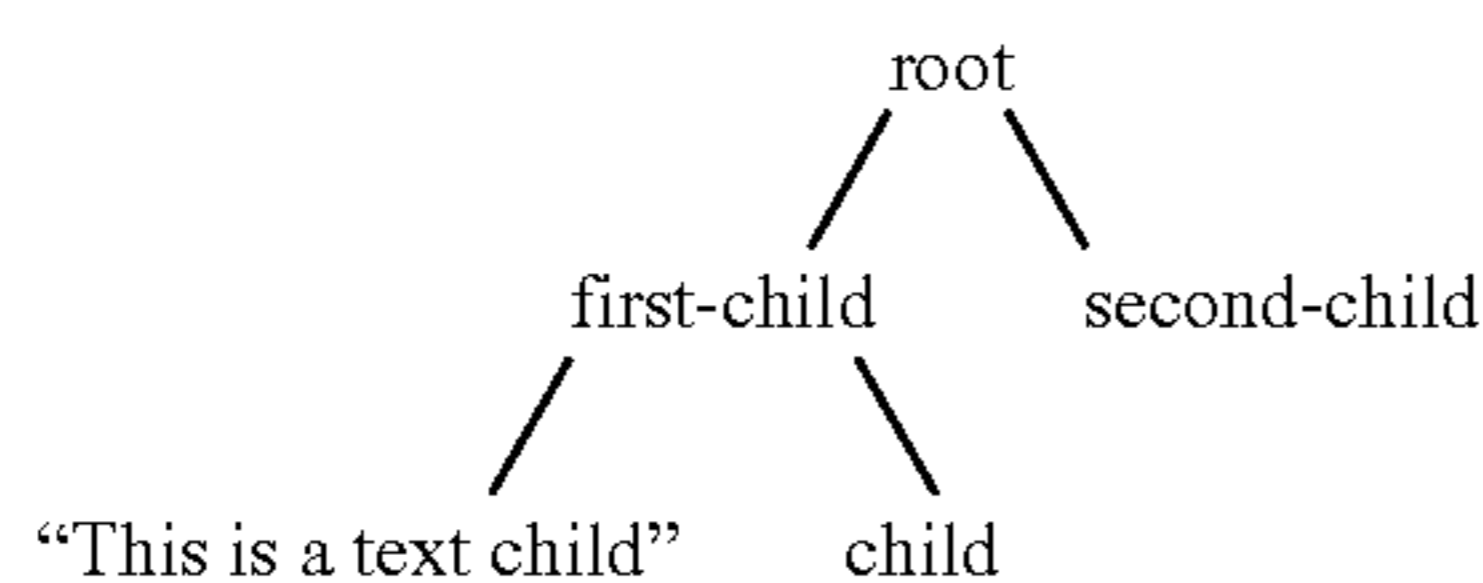 root
first-child second-child
“This is a text child” child